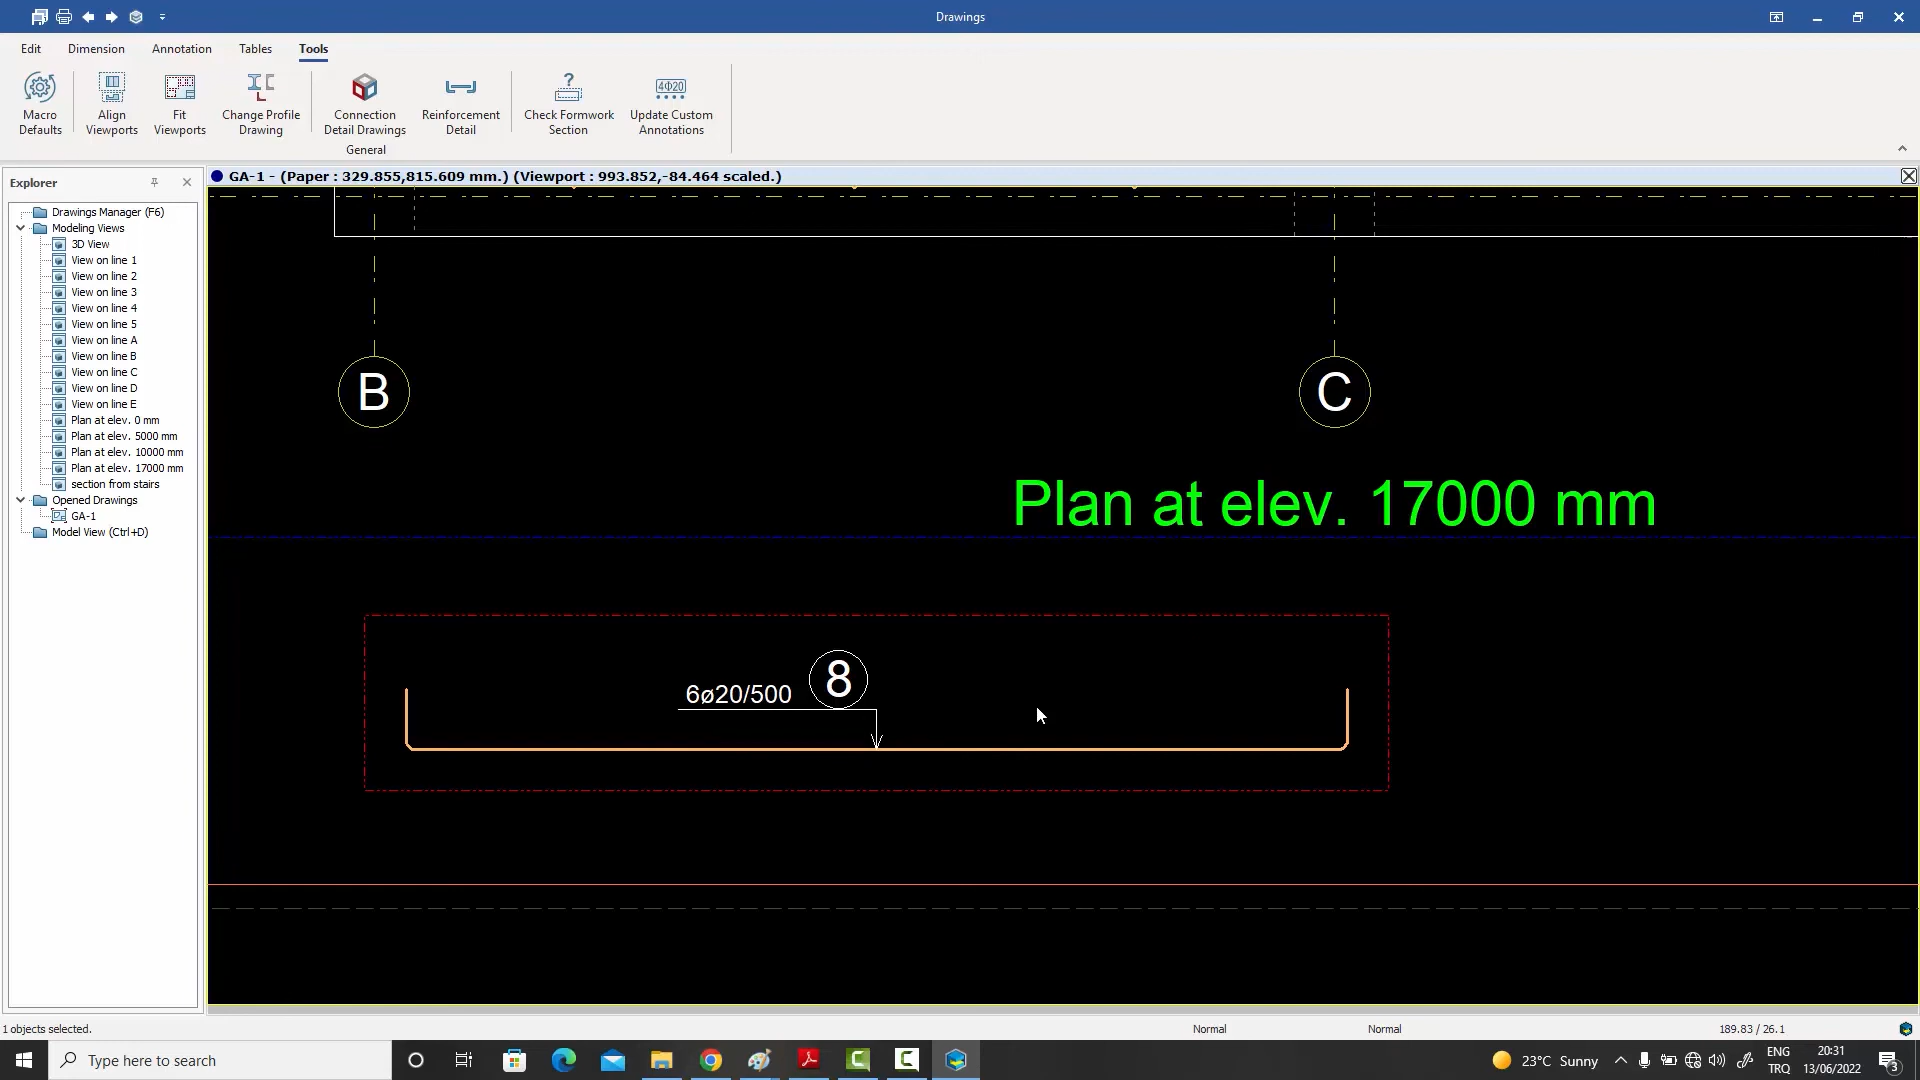 Drawings
Edit
Dimension
Annotation
Tables
Tools
Macro
Defaults
Align
Viewports
Fit
Viewports
Change Profile
Drawing
Connection
Detail Drawings
Reinforcement
Detail
?
Check Formwork
Section
4Φ20
Update Custom
Annotations
General
Explorer
GA-1 - (Paper : 329.855,815.609 mm.) (Viewport : 993.852,-84.464 scaled.)
Drawings Manager (F6)
Modeling Views
3D View
View on line 1
View on line 2
View on line 3
View on line 4
View on line 5
View on line A
View on line B
View on line C
View on line D
View on line E
Plan at elev. 0 mm
Plan at elev. 5000 mm
Plan at elev. 10000 mm
Plan at elev. 17000 mm
section from stairs
Opened Drawings
GA-1
Model View (Ctrl+D)
B
C
Plan at elev. 17000 mm
6ø20/500
8
1 objects selected.
Normal
Normal
189.83 / 26.1
Type here to search
23°C Sunny
ENG
TRQ
20:31
13/06/2022
3